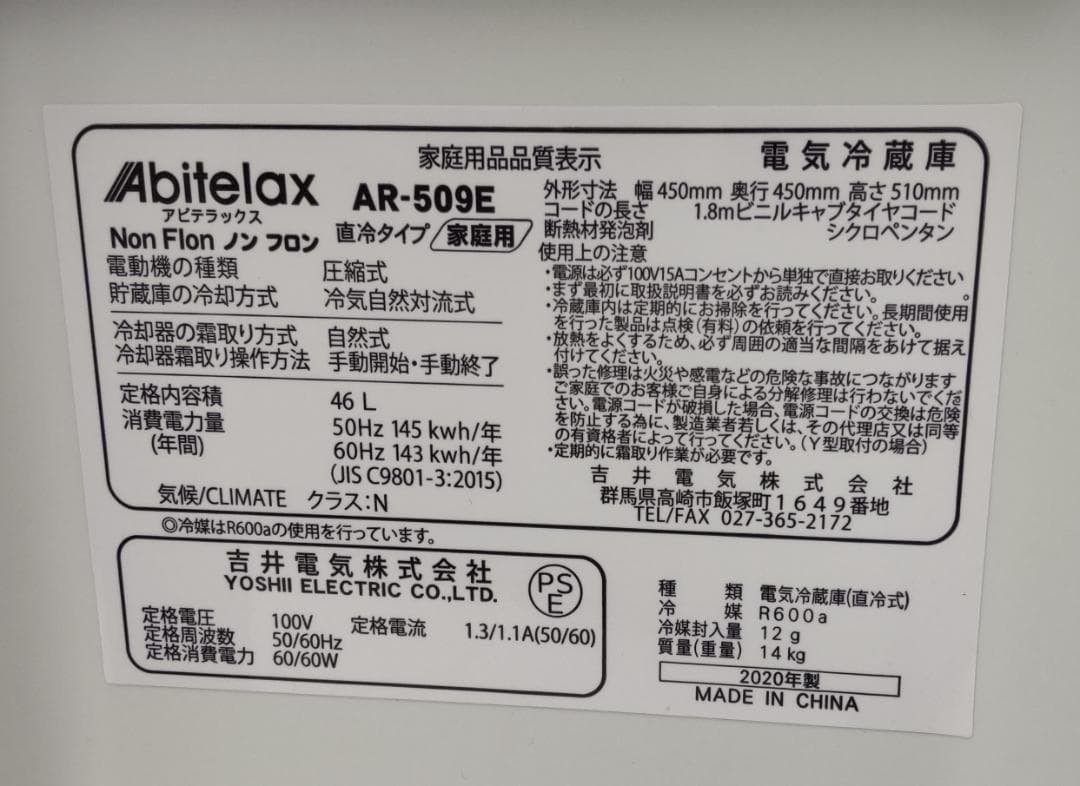 家庭用品品質表示
電気冷蔵庫
Abitelax
アビテラックス
AR-509E
Non Flon ノンフロン
直冷タイプ 家庭用
電動機の種類 圧縮式
貯蔵庫の冷却方式 冷気自然対流式
冷却器の霜取り方式 自然式
冷却器霜取り操作方法 手動開始・手動終了
定格内容積 46 L
消費電力量 50Hz 145 kwh/年
(年間) 60Hz 143 kwh/年
(JIS C9801-3:2015)
気候/CLIMATE クラス:N
外形寸法 幅450mm 奥行450mm 高さ510mm
コードの長さ 1.8mビニルキャブタイヤコード
断熱材発泡剤 シクロペンタン
使用上の注意
・電源は必ず100V15Aコンセントから単独で直接お取りください
。
・まず最初に取扱説明書を必ずお読みください。
・冷蔵庫内は定期的にお掃除を行ってください。長期間使用
を行った製品は点検(有料)の依頼を行ってください。
・放熱をよくするため、必ず周囲の適当な間隔をあけて据え
付けてください。
・誤った修理は火災や感電などの危険な事故につながります
ご家庭でのお客様ご自身による分解修理は行わないでくだ
さい。電源コードが破損した場合、電源コードの交換は危険
を防止する為に、製造業者若しくは、その代理店又は同等
の有資格者によって行ってください。(Y型取付の場合)
・定期的に霜取り作業が必要です。
吉井電気株式会社
群馬県高崎市飯塚町1649番地
TEL/FAX 027-365-2172
◎冷媒はR600aの使用を行っています。
吉井電気株式会社
YOSHII ELECTRIC CO.,LTD.
PS
E
定格電圧 100V
定格周波数 50/60Hz
定格消費電力 60/60W
定格電流 1.3/1.1A(50/60)
種類 電気冷蔵庫(直冷式)
冷媒 R600a
冷媒封入量 12g
質量(重量) 14kg
2020年製
MADE IN CHINA